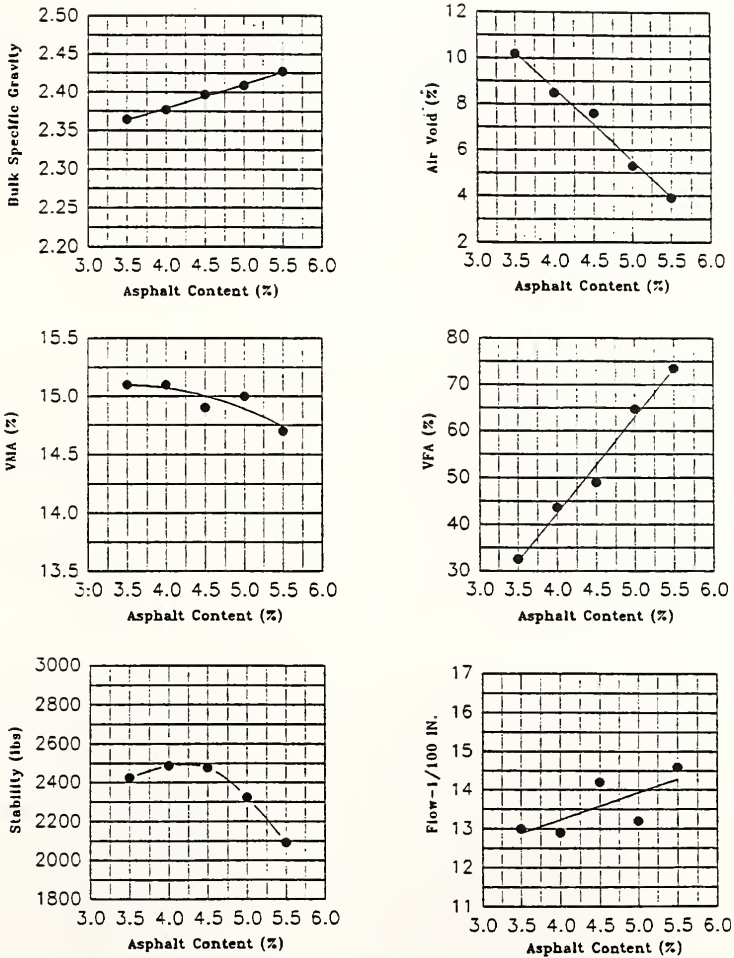 Bulk Specific Gravity
2.50
2.45
2.40
2.35
2.30
2.25
2.20
3.0 3.5 4.0 4.5 5.0 5.5 6.0
Asphalt Content (%)
Air Void (%)
12
10
8
6
4
2
3.0 3.5 4.0 4.5 5.0 5.5 6.0
Asphalt Content (%)
VMA (%)
15.5
15.0
14.5
14.0
13.5
3:0 3.5 4.0 4.5 5.0 5.5 6.0
Asphalt Content (%)
VFA (%)
80
70
60
50
40
30
3.0 3.5 4.0 4.5 5.0 5.5 6.0
Asphalt Content (%)
Stability (lbs)
3000
2800
2600
2400
2200
2000
1800
3.0 3.5 4.0 4.5 5.0 5.5 6.0
Asphalt Content (%)
Flow-1/100 IN.
17
16
15
14
13
12
11
3.0 3.5 4.0 4.5 5.0 5.5 6.0
Asphalt Content (%)